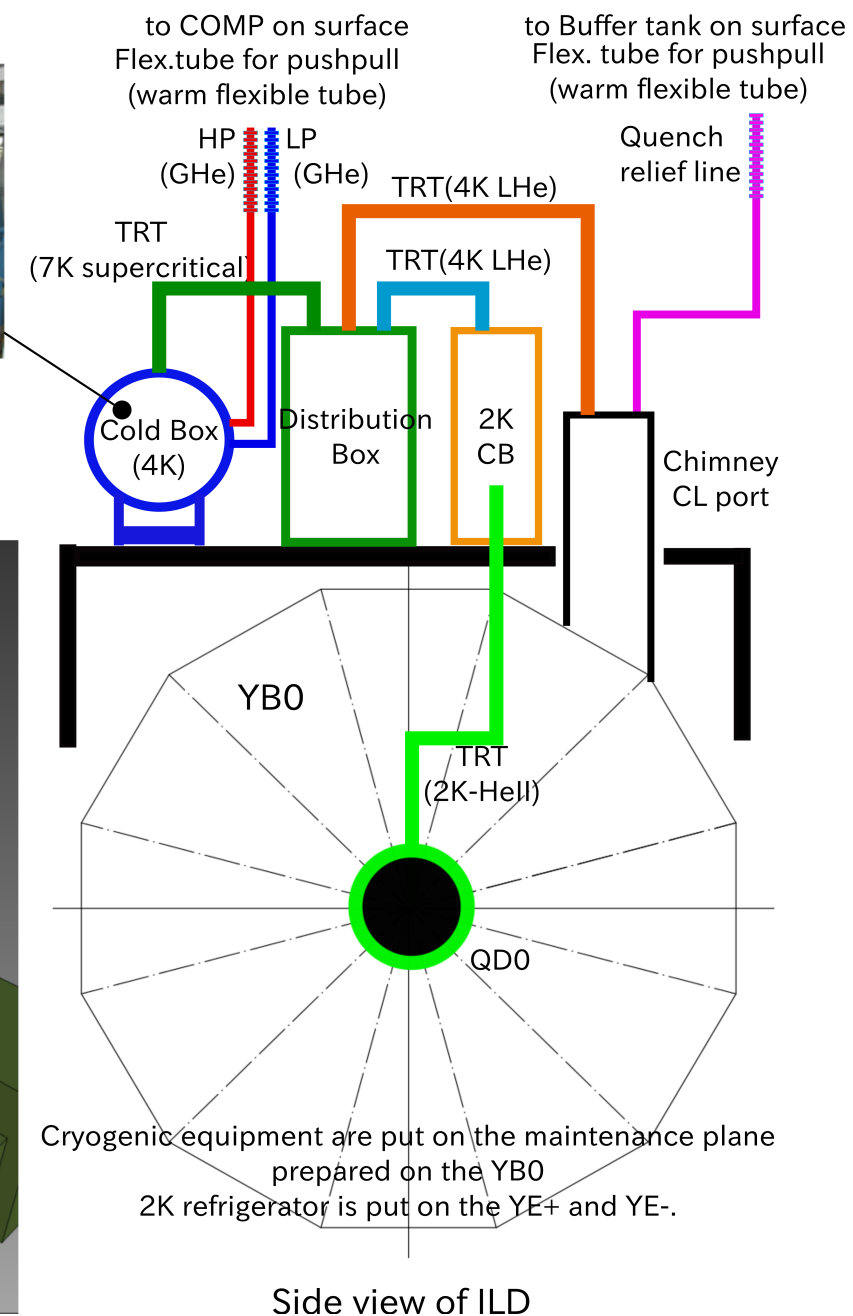 to COMP on surface
Flex.tube for pushpull
(warm flexible tube)
to Buffer tank on surface
Flex. tube for pushpull
(warm flexible tube)
HP
(GHe)
LP
(GHe)
Quench
relief line
TRT(4K LHe)
TRT
(7K supercritical)
TRT(4K LHe)
Cold Box
(4K)
Distribution
Box
2K
CB
Chimney
CL port
YB0
TRT
(2K-HeII)
QD0
Cryogenic equipment are put on the maintenance plane
prepared on the YB0
2K refrigerator is put on the YE+ and YE-.
Side view of ILD